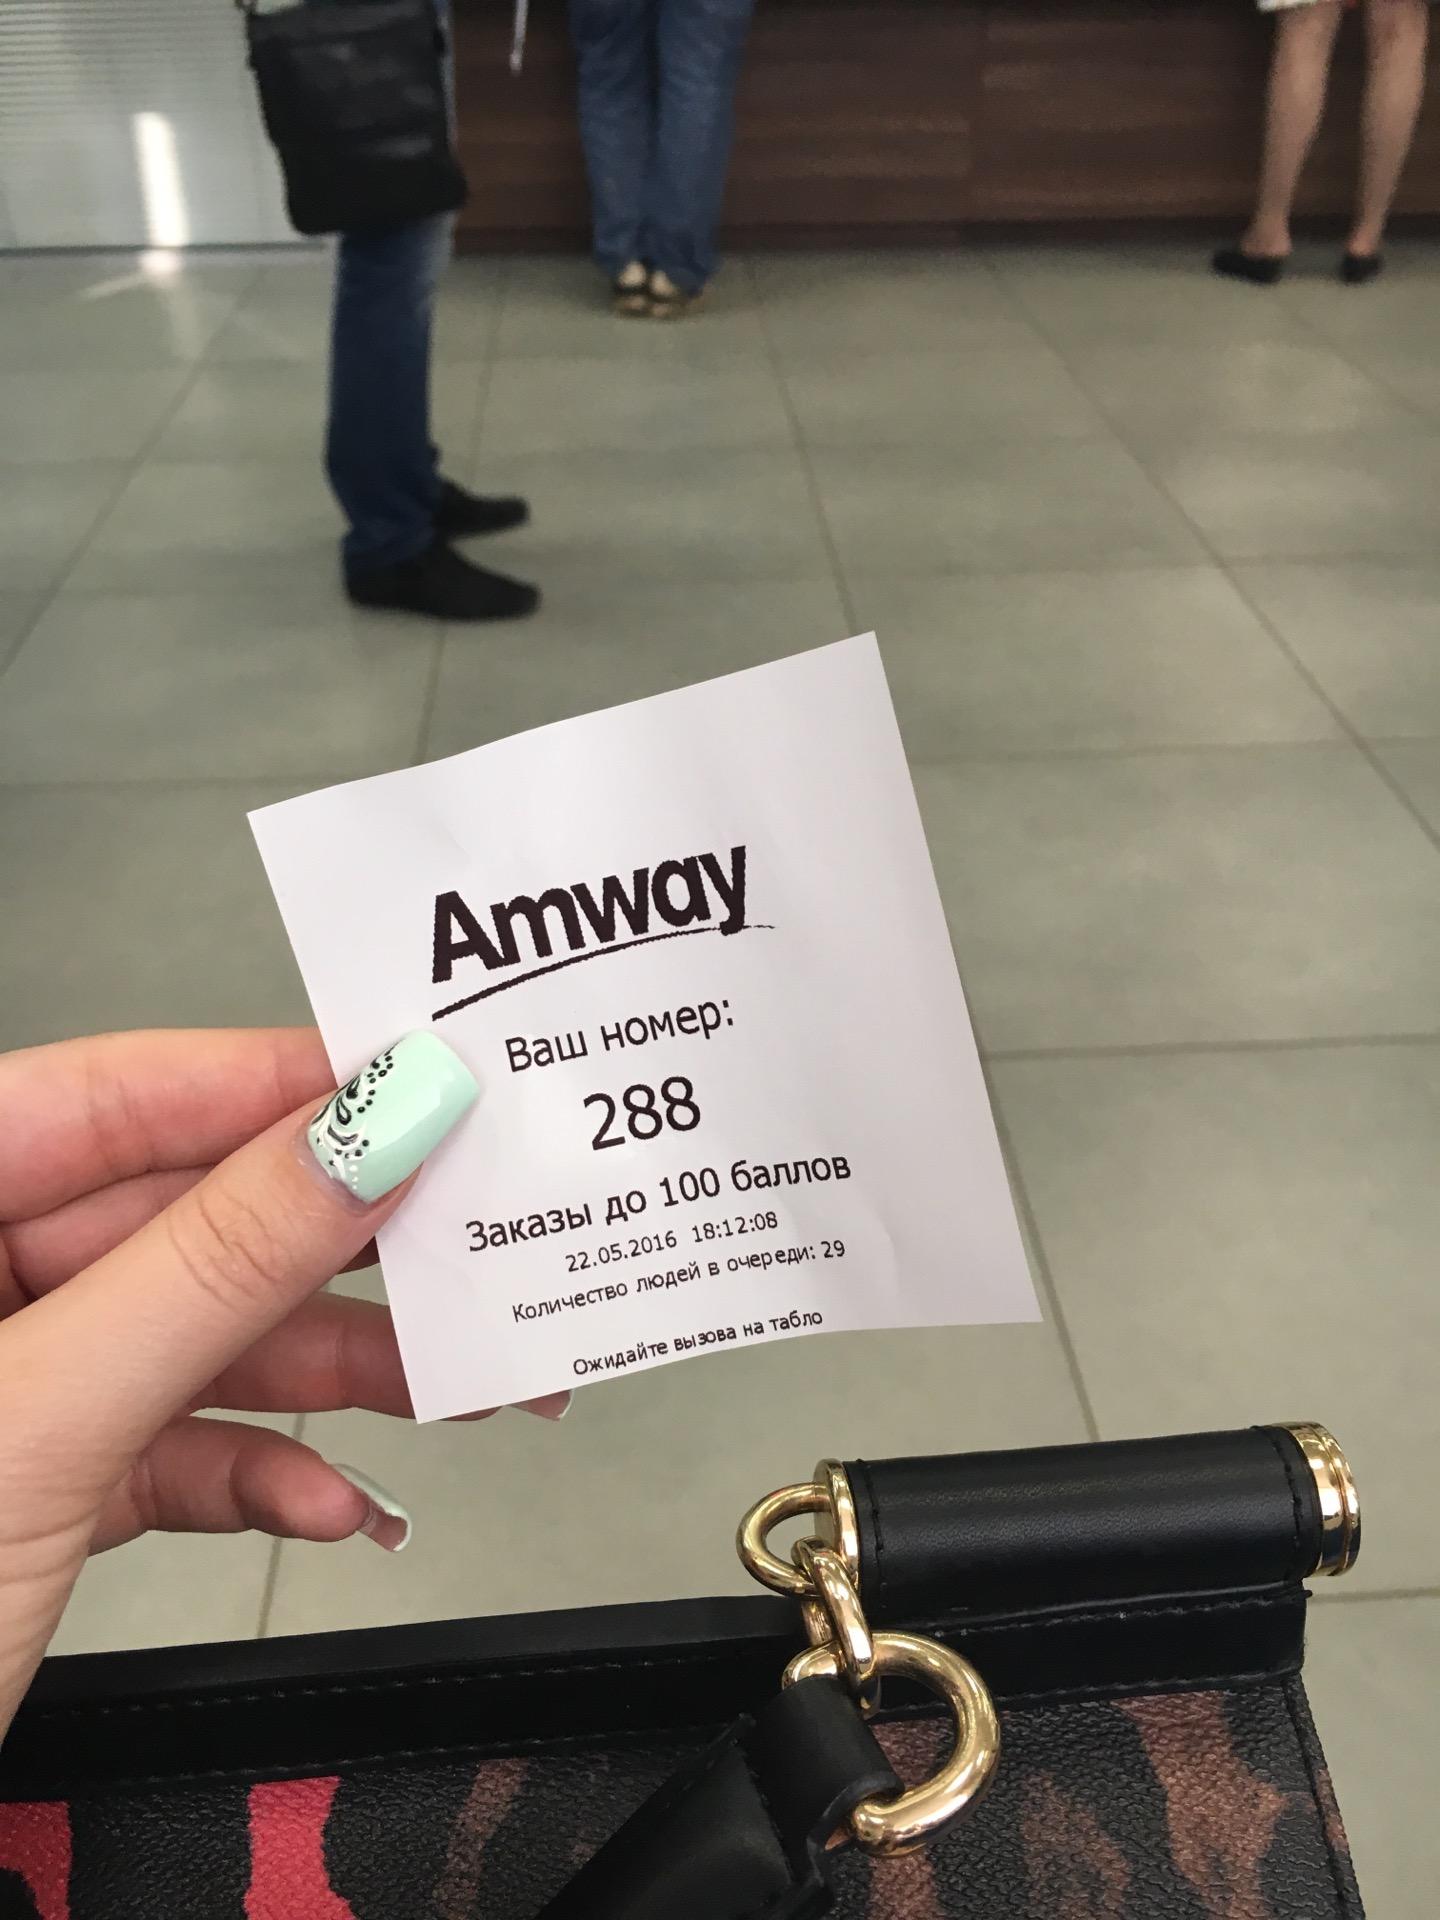 Amway
Ваш номер:
288
Заказы до 100 баллов
22.05.2016 18:12:08
Количество людей в очереди: 29
Ожидайте вызова на табло